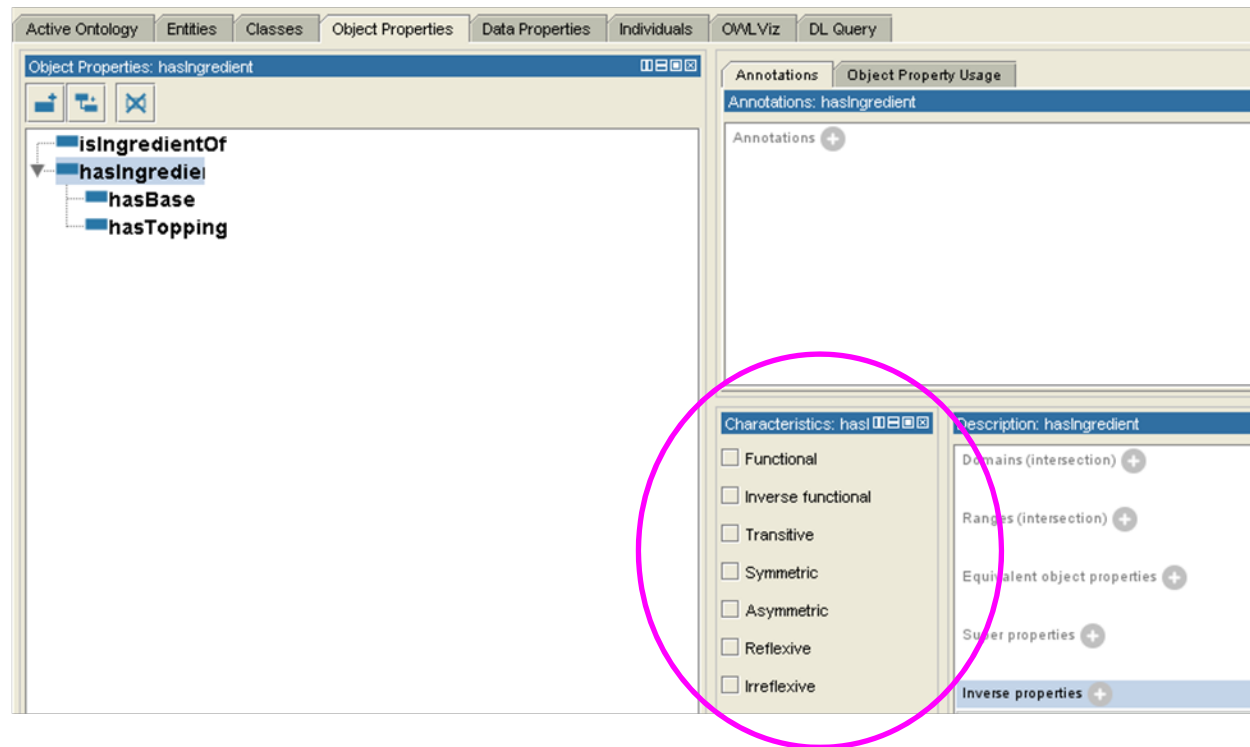 Active Ontology Entities Classes Object Properties Data Properties Individuals OWLViz DL Query
Object Properties: hasIngredient
isIngredientOf
hasIngredie
hasBase
hasTopping
Annotations Object Property Usage
Annotations: hasIngredient
Annotations
Characteristics: hasI
Functional
Inverse functional
Transitive
Symmetric
Asymmetric
Reflexive
Irreflexive
Description: hasIngredient
Domains (intersection)
Ranges (intersection)
Equivalent object properties
Super properties
Inverse properties